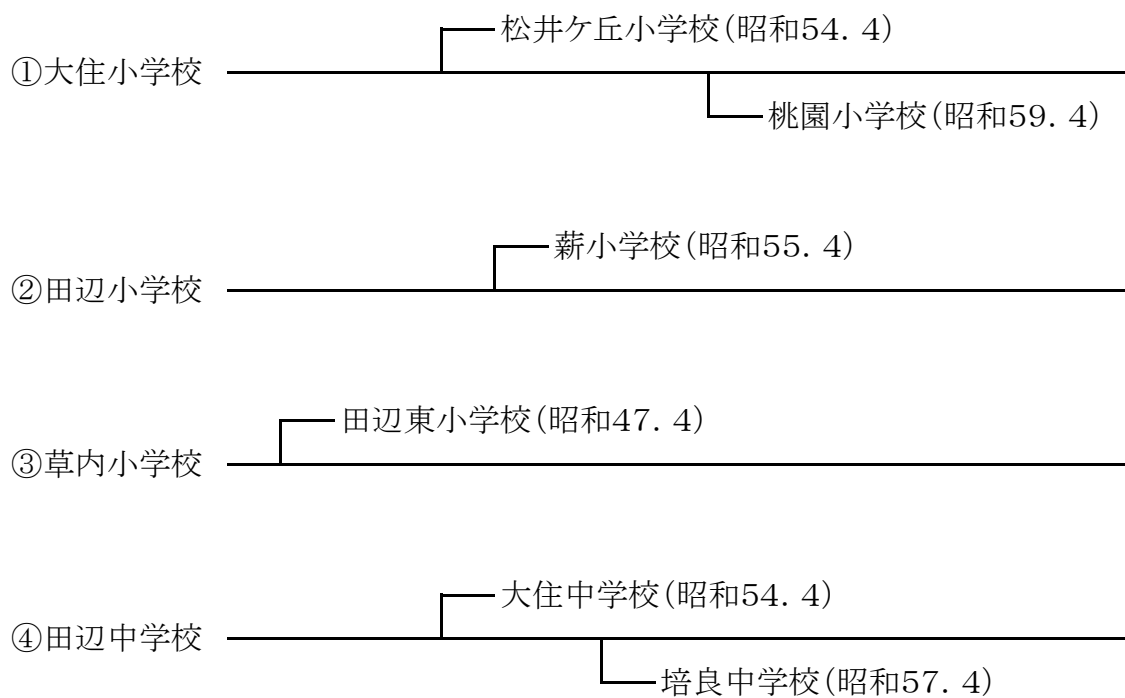 松井ケ丘小学校(昭和54.4)
①大住小学校
桃園小学校(昭和59.4)
薪小学校(昭和55.4)
②田辺小学校
田辺東小学校(昭和47.4)
③草内小学校
大住中学校(昭和54.4)
④田辺中学校
培良中学校(昭和57.4)